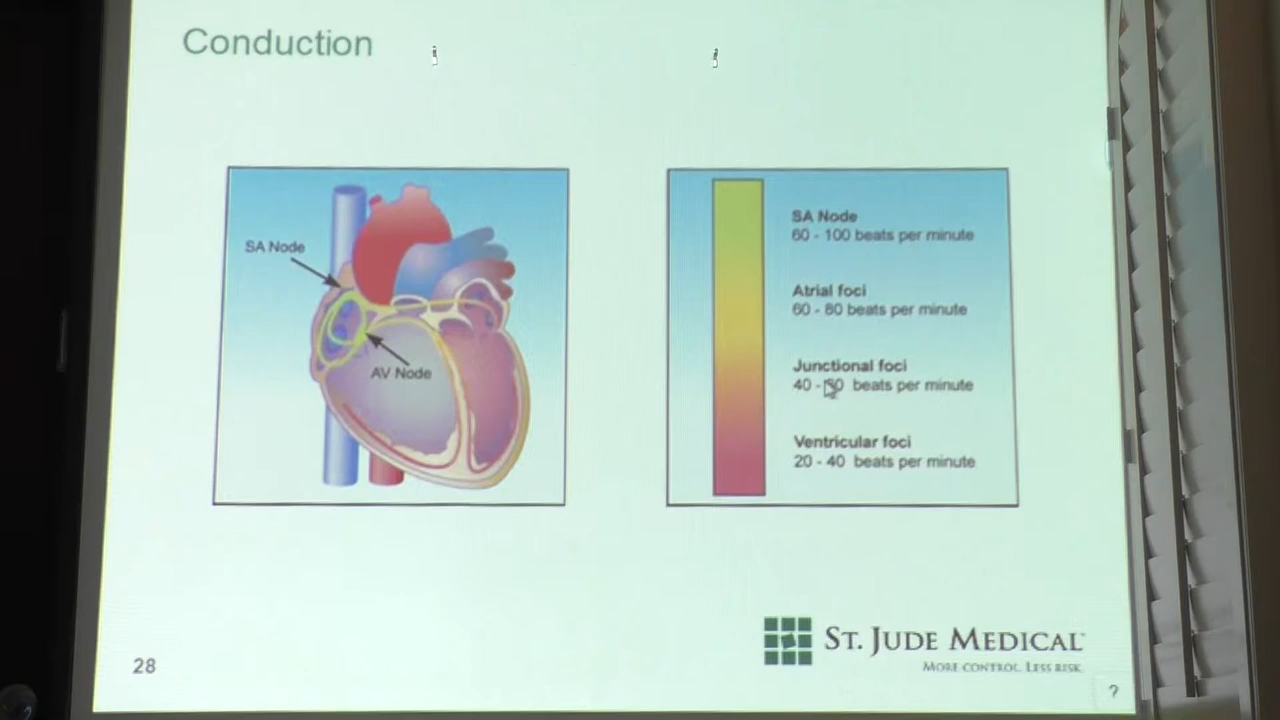 Conduction
SA Node
AV Node
SA Node
60 - 100 beats per minute
Atrial foci
60 - 80 beats per minute
Junctional foci
40 - 60 beats per minute
Ventricular foci
20 - 40 beats per minute
28
ST. JUDE MEDICAL
MORE CONTROL. LESS RISK.
?